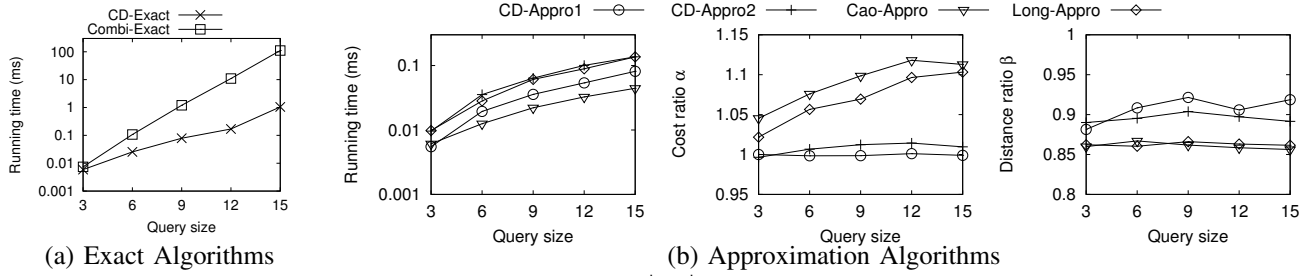 CD-Exact
Combi-Exact
Running time (ms)
100
10
1
0.1
0.01
0.001
3 6 9 12 15
Query size
(a) Exact Algorithms
CD-Appro1 CD-Appro2 Cao-Appro Long-Appro
Running time (ms)
0.1
0.01
0.001
3 6 9 12 15
Query size
Cost ratio α
1.15
1.1
1.05
1
0.95
3 6 9 12 15
Query size
Distance ratio β
1
0.95
0.9
0.85
0.8
3 6 9 12 15
Query size
(b) Approximation Algorithms